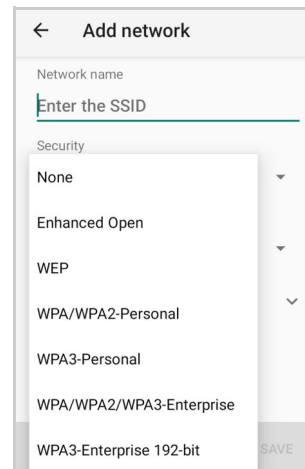 Add network
Network name
Enter the SSID
Security
None
Enhanced Open
WEP
WPA/WPA2-Personal
WPA3-Personal
WPA/WPA2/WPA3-Enterprise
WPA3-Enterprise 192-bit
SAVE